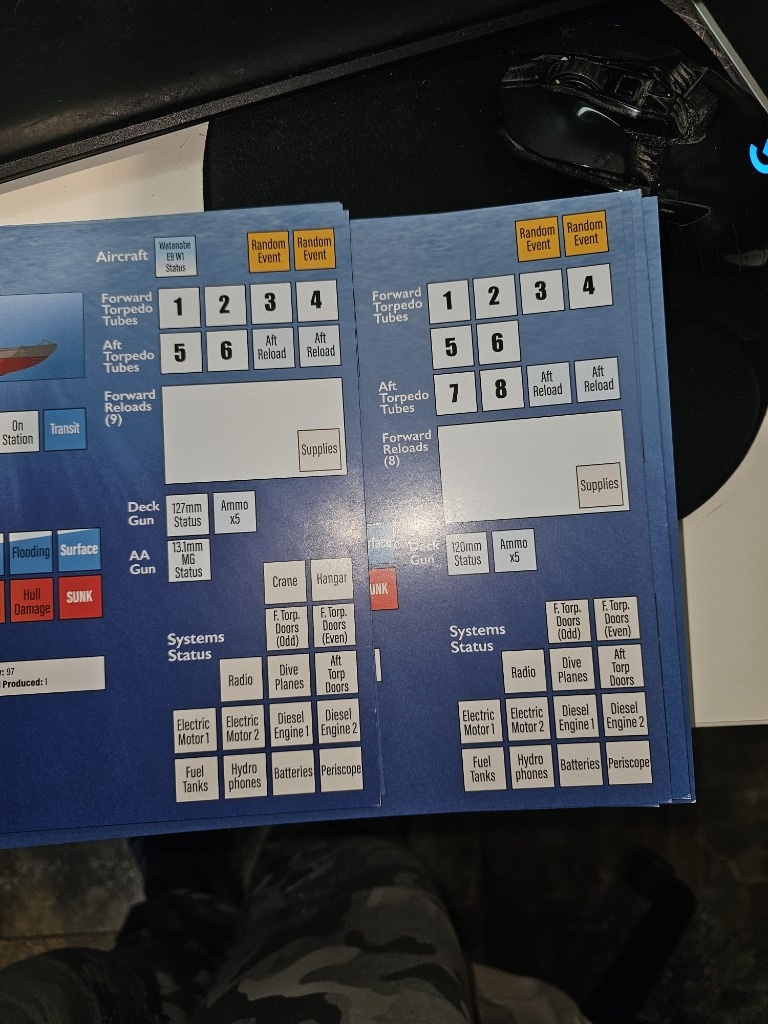 Aircraft
Watanabe
E9 W1
Status
Random
Event
Random
Event
Forward
Torpedo
Tubes
1
2
3
4
Aft
Torpedo
Tubes
5
6
Aft
Reload
Aft
Reload
Forward
Reloads
(9)
Supplies
On
Station
Transit
Deck
Gun
127mm
Status
Ammo
x5
AA
Gun
13.1mm
MG
Status
Flooding
Surface
Hull
Damage
SUNK
Crane
Hangar
Systems
Status
F. Torp.
Doors
(Odd)
F. Torp.
Doors
(Even)
Radio
Dive
Planes
Aft
Torp
Doors
Electric
Motor 1
Electric
Motor 2
Diesel
Engine 1
Diesel
Engine 2
Fuel
Tanks
Hydro
phones
Batteries
Periscope
: 97
Produced: 1
Random
Event
Random
Event
Forward
Torpedo
Tubes
1
2
3
4
5
6
Aft
Torpedo
Tubes
7
8
Aft
Reload
Aft
Reload
Forward
Reloads
(8)
Supplies
Deck
Gun
120mm
Status
Ammo
x5
face
UNK
Systems
Status
F. Torp.
Doors
(Odd)
F. Torp.
Doors
(Even)
Radio
Dive
Planes
Aft
Torp
Doors
Electric
Motor 1
Electric
Motor 2
Diesel
Engine 1
Diesel
Engine 2
Fuel
Tanks
Hydro
phones
Batteries
Periscope